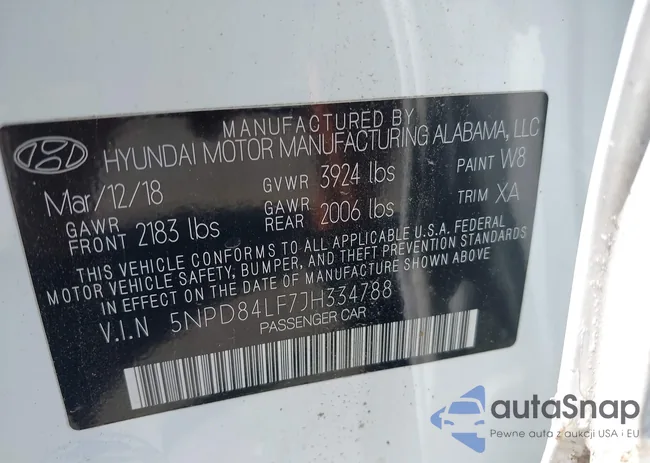 MANUFACTURED BY
HYUNDAI MOTOR MANUFACTURING ALABAMA, LLC
Mar/12/18 GVWR 3924 lbs PAINT W8
GAWR FRONT 2183 lbs GAWR REAR 2006 lbs TRIM XA
THIS VEHICLE CONFORMS TO ALL APPLICABLE U.S.A. FEDERAL
MOTOR VEHICLE SAFETY, BUMPER, AND THEFT PREVENTION STANDARDS
IN EFFECT ON THE DATE OF MANUFACTURE SHOWN ABOVE
V.I.N 5NPD84LF7JH334788
PASSENGER CAR
autoSnap
Pewne auta z aukcji USA i EU